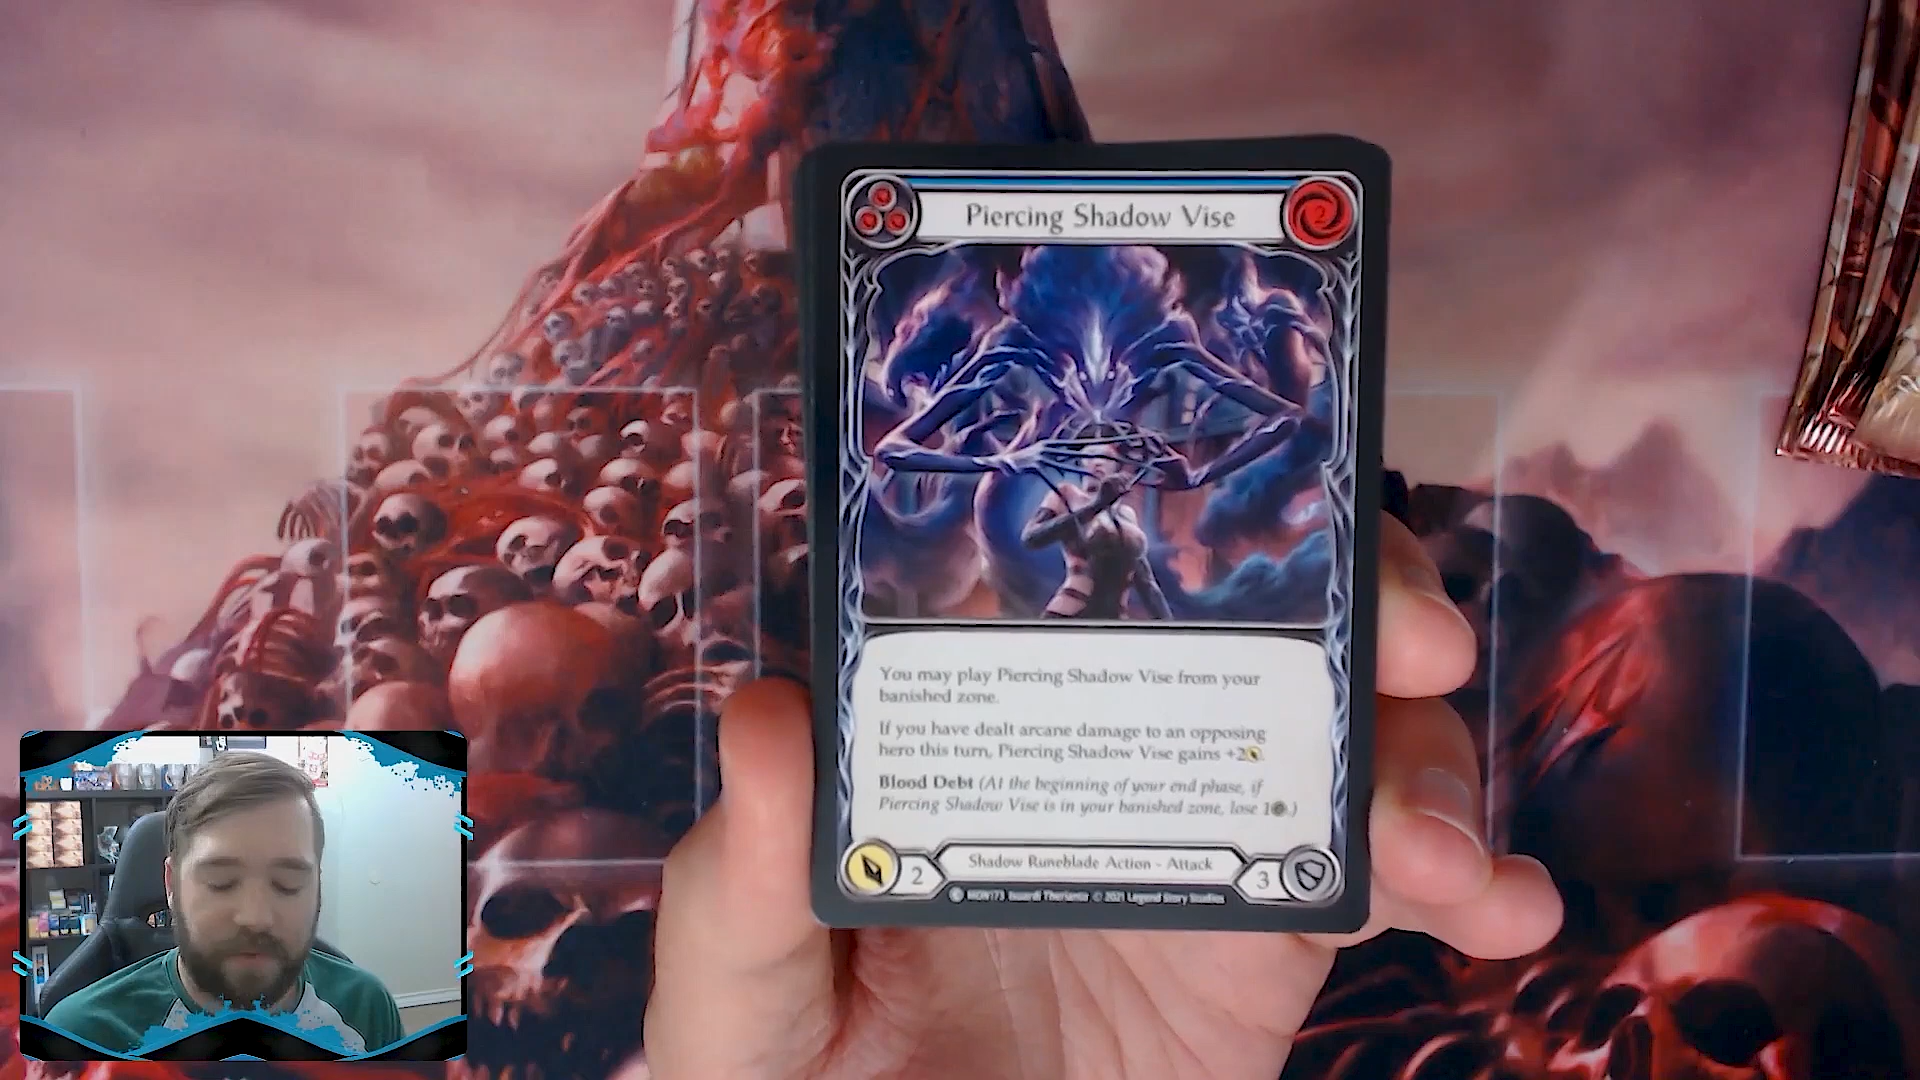 Piercing Shadow Vise
2
You may play Piercing Shadow Vise from your
banished zone.
If you have dealt arcane damage to an opposing
hero this turn, Piercing Shadow Vise gains +2
Blood Debt (At the beginning of your end phase, if
Piercing Shadow Vise is in your banished zone, lose 1.)
2
Shadow Runeblade Action - Attack
3
MON173 © 2021 Legend Story Studios